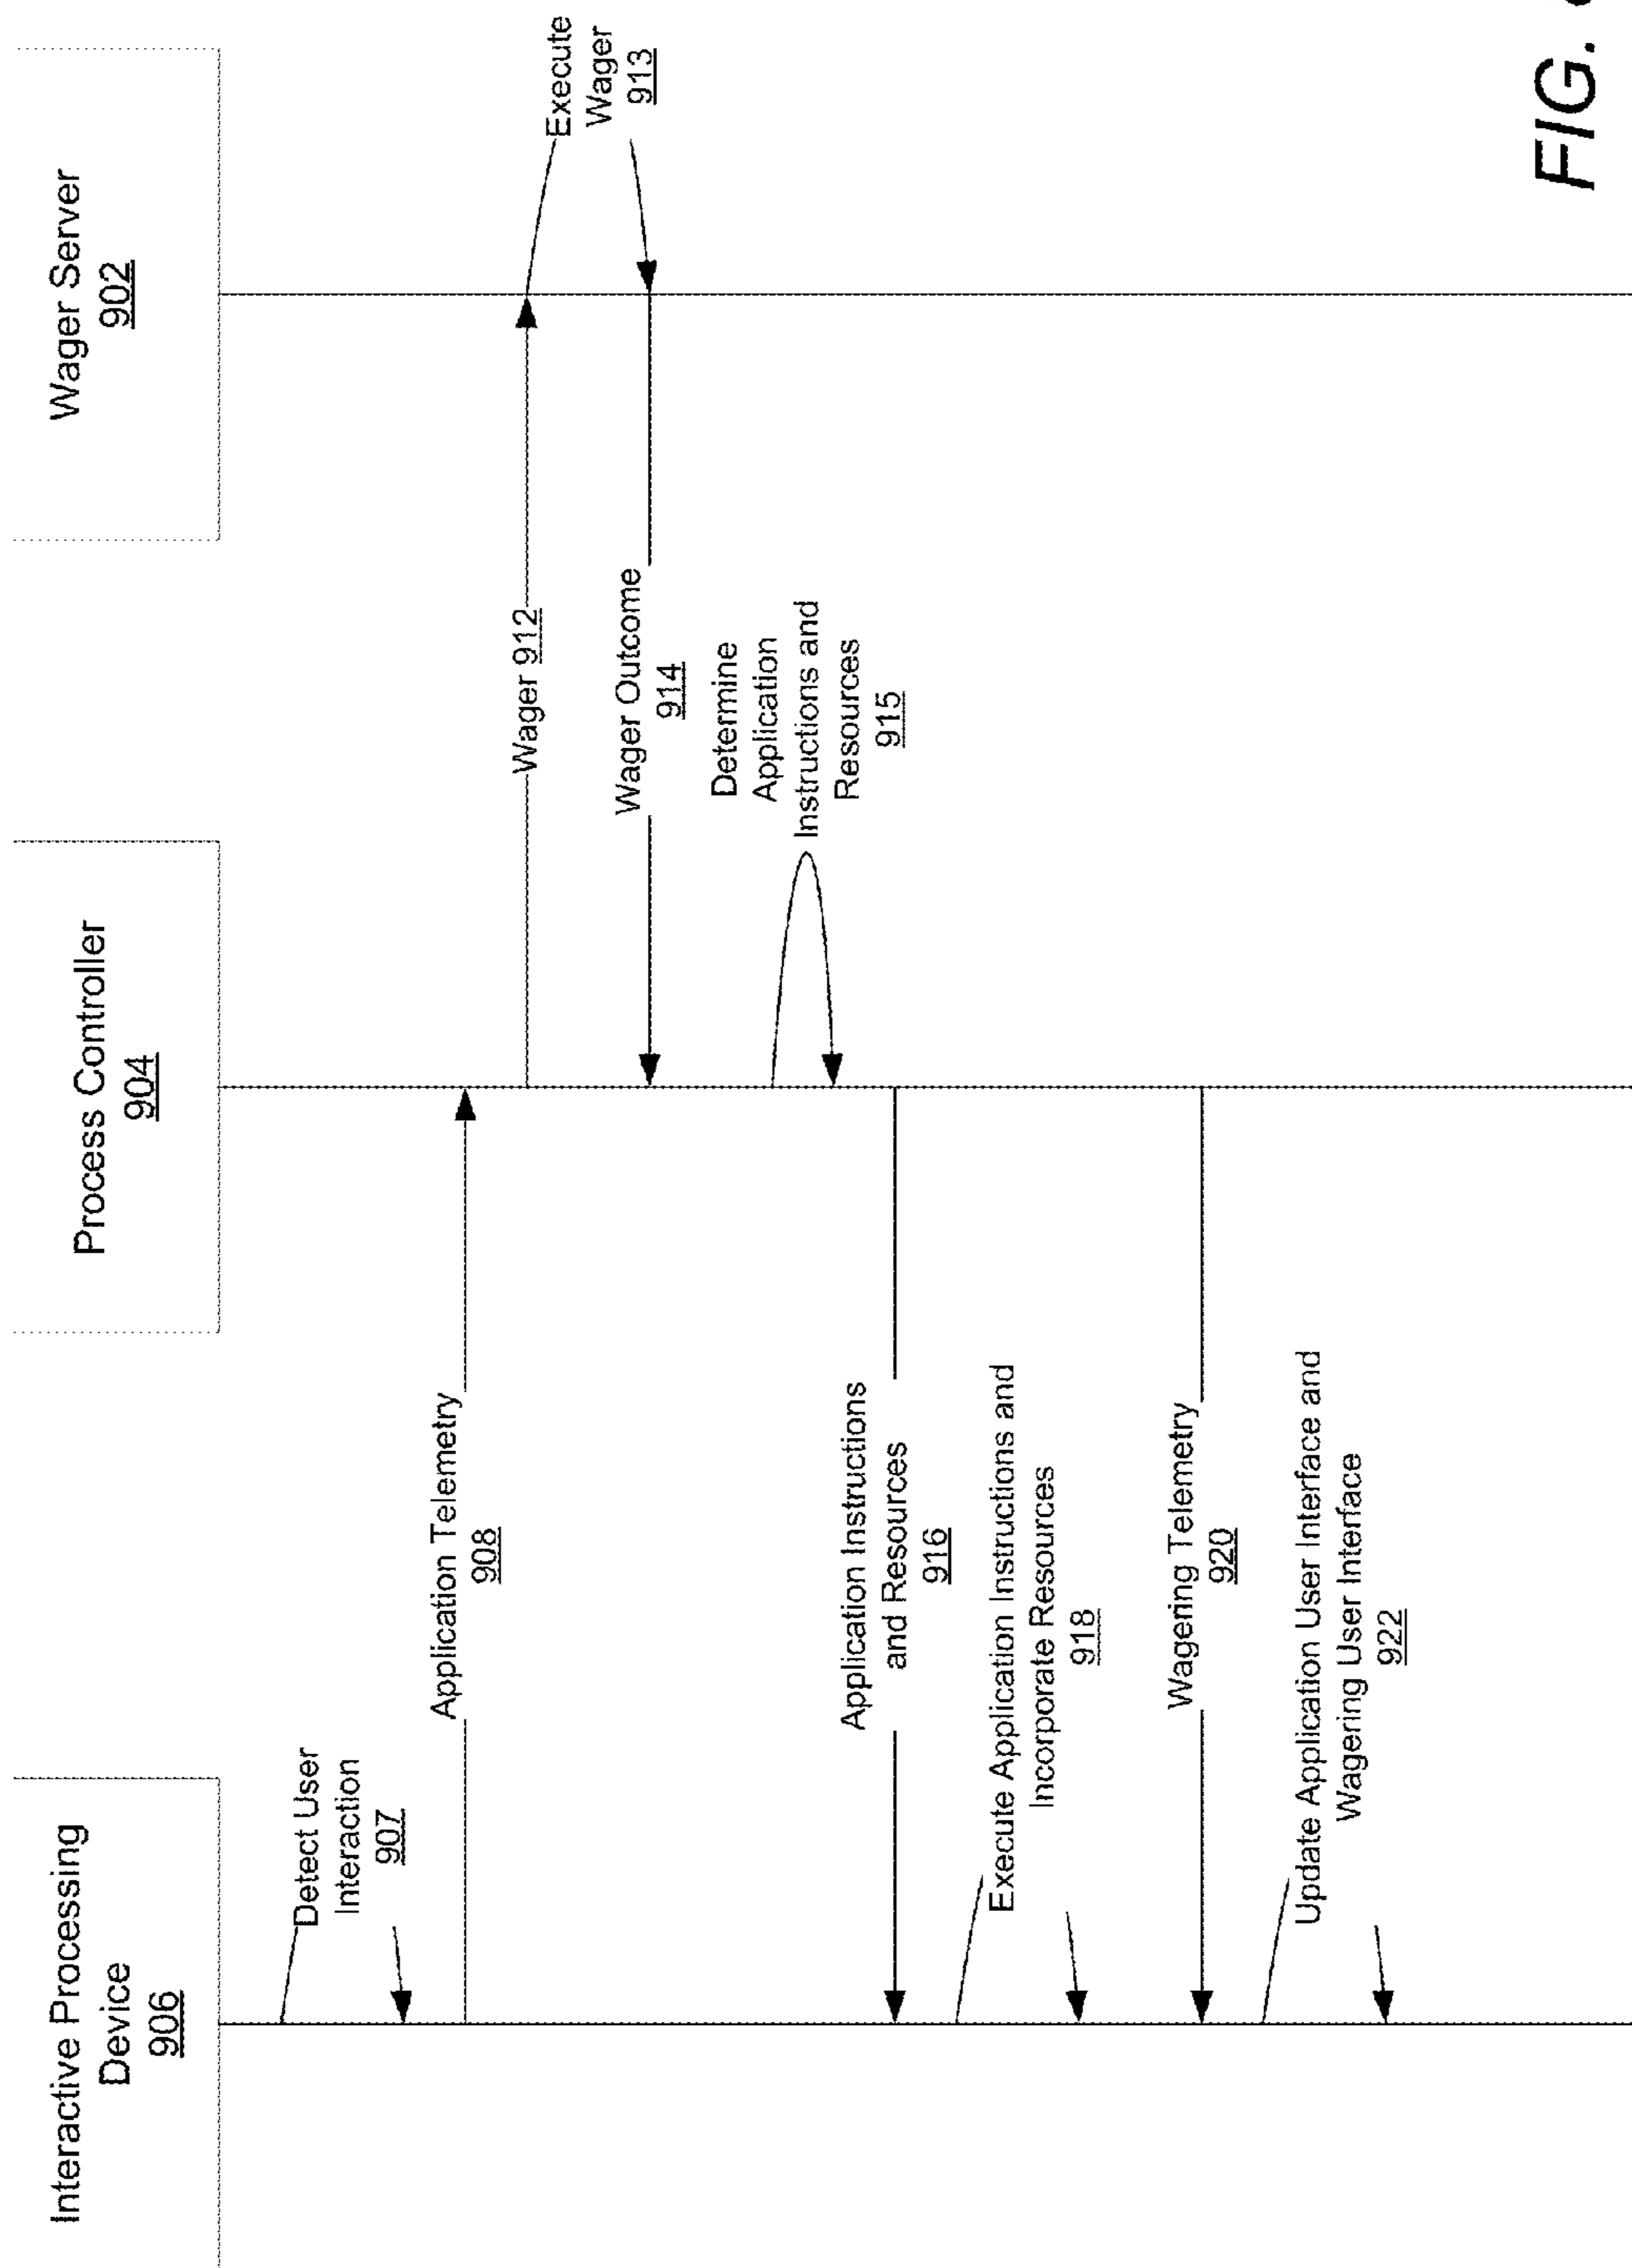 Interactive Processing
Device
906
Process Controller
904
Wager Server
902
Detect User
Interaction
907
Application Telemetry
908
Wager 912
Execute
Wager
913
Wager Outcome
914
Determine
Application
Instructions and
Resources
915
Application Instructions
and Resources
916
Execute Application Instructions and
Incorporate Resources
918
Wagering Telemetry
920
Update Application User Interface and
Wagering User Interface
922
FIG.